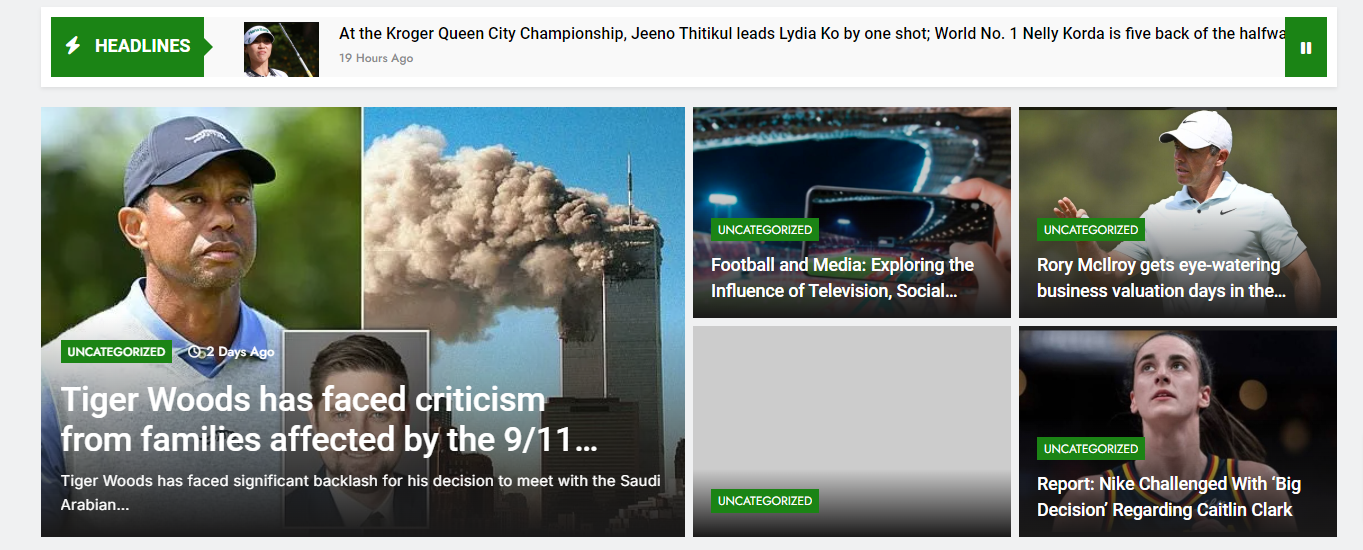 HEADLINES
At the Kroger Queen City Championship, Jeeno Thitikul leads Lydia Ko by one shot; World No. 1 Nelly Korda is five back of the halfwa
19 Hours Ago
UNCATEGORIZED
2 Days Ago
Tiger Woods has faced criticism
from families affected by the 9/11...
Tiger Woods has faced significant backlash for his decision to meet with the Saudi
Arabian...
UNCATEGORIZED
Football and Media: Exploring the
Influence of Television, Social...
UNCATEGORIZED
Rory McIlroy gets eye-watering
business valuation days in the...
UNCATEGORIZED
UNCATEGORIZED
Report: Nike Challenged With ‘Big
Decision’ Regarding Caitlin Clark